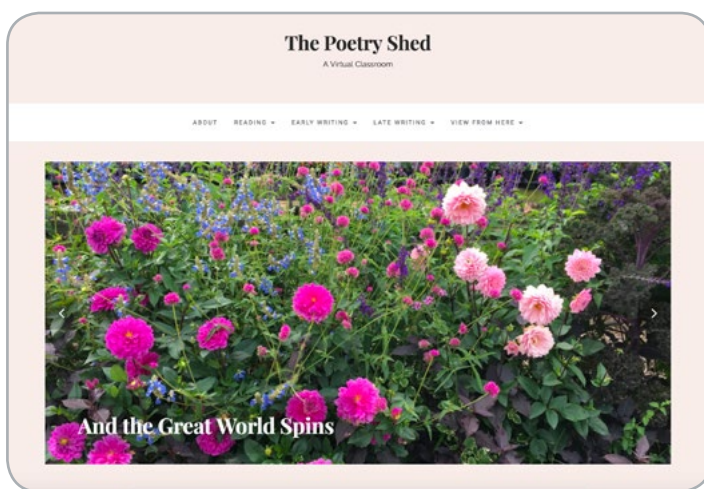 The Poetry Shed
A Virtual Classroom
ABOUT READING EARLY WRITING LATE WRITING VIEW FROM HERE
And the Great World Spins